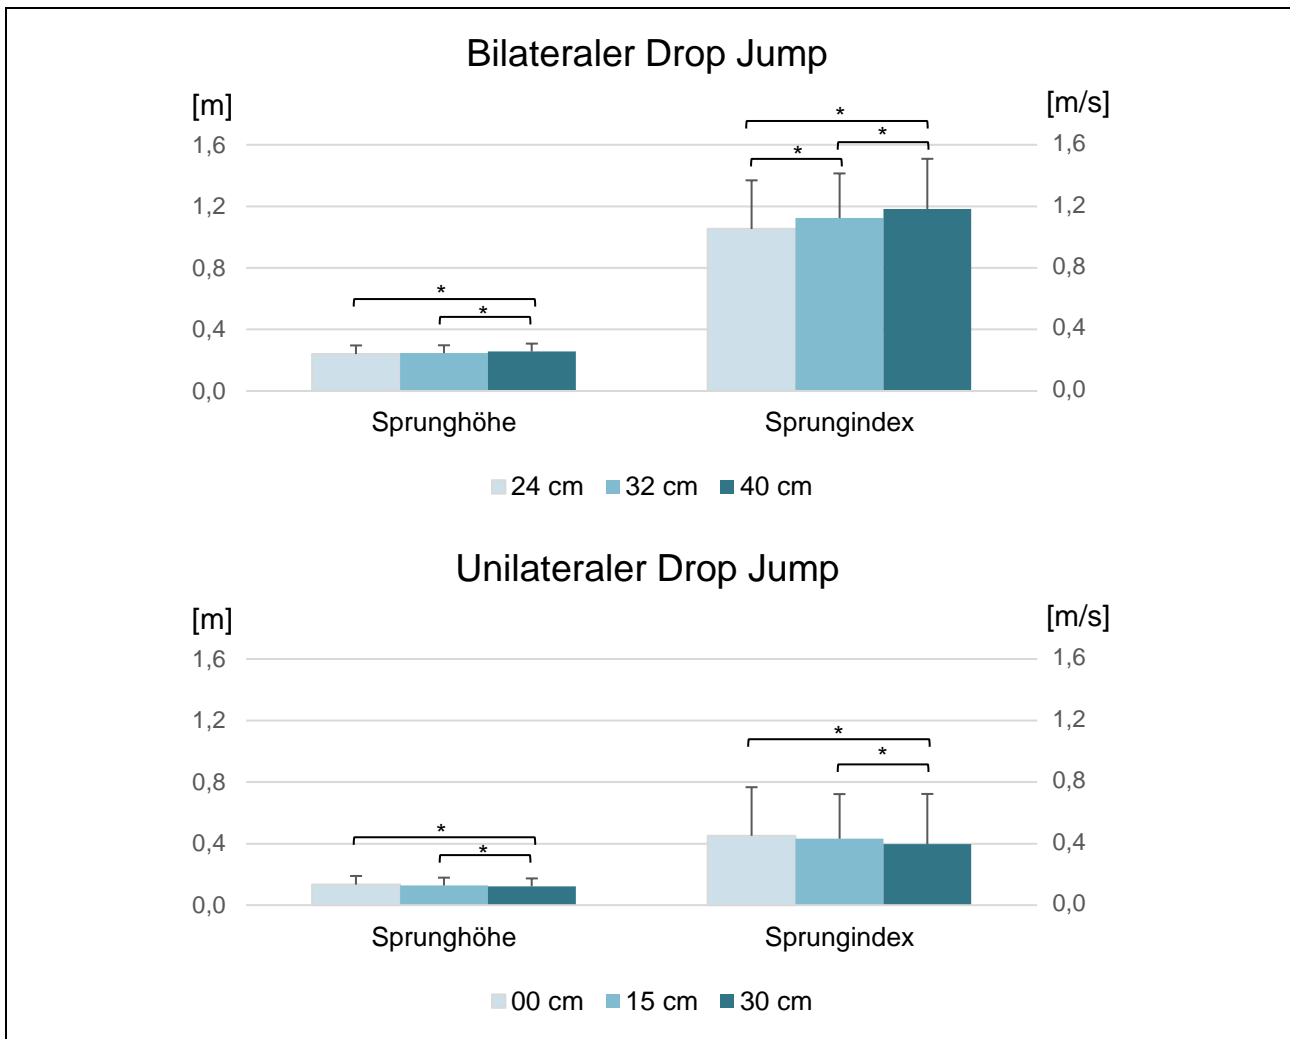 Bilateraler Drop Jump
[m] [m/s]
*
1,6 * 1,6
*
1,2 1,2
0,8 0,8
*
0,4 * 0,4
0,0 0,0
Sprunghöhe Sprungindex
24 cm 32 cm 40 cm
Unilateraler Drop Jump
[m] [m/s]
1,6 1,6
1,2 1,2
*
*
0,8 0,8
*
0,4 * 0,4
0,0 0,0
Sprunghöhe Sprungindex
00 cm 15 cm 30 cm